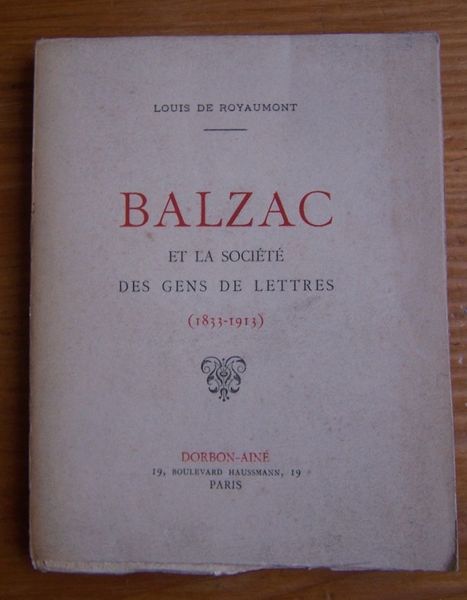 LOUIS DE ROYAUMONT
BALZAC
ET LA SOCIÉTÉ
DES GENS DE LETTRES
(1833-1913)
DORBON-AINÉ
19, BOULEVARD HAUSSMANN, 19
PARIS